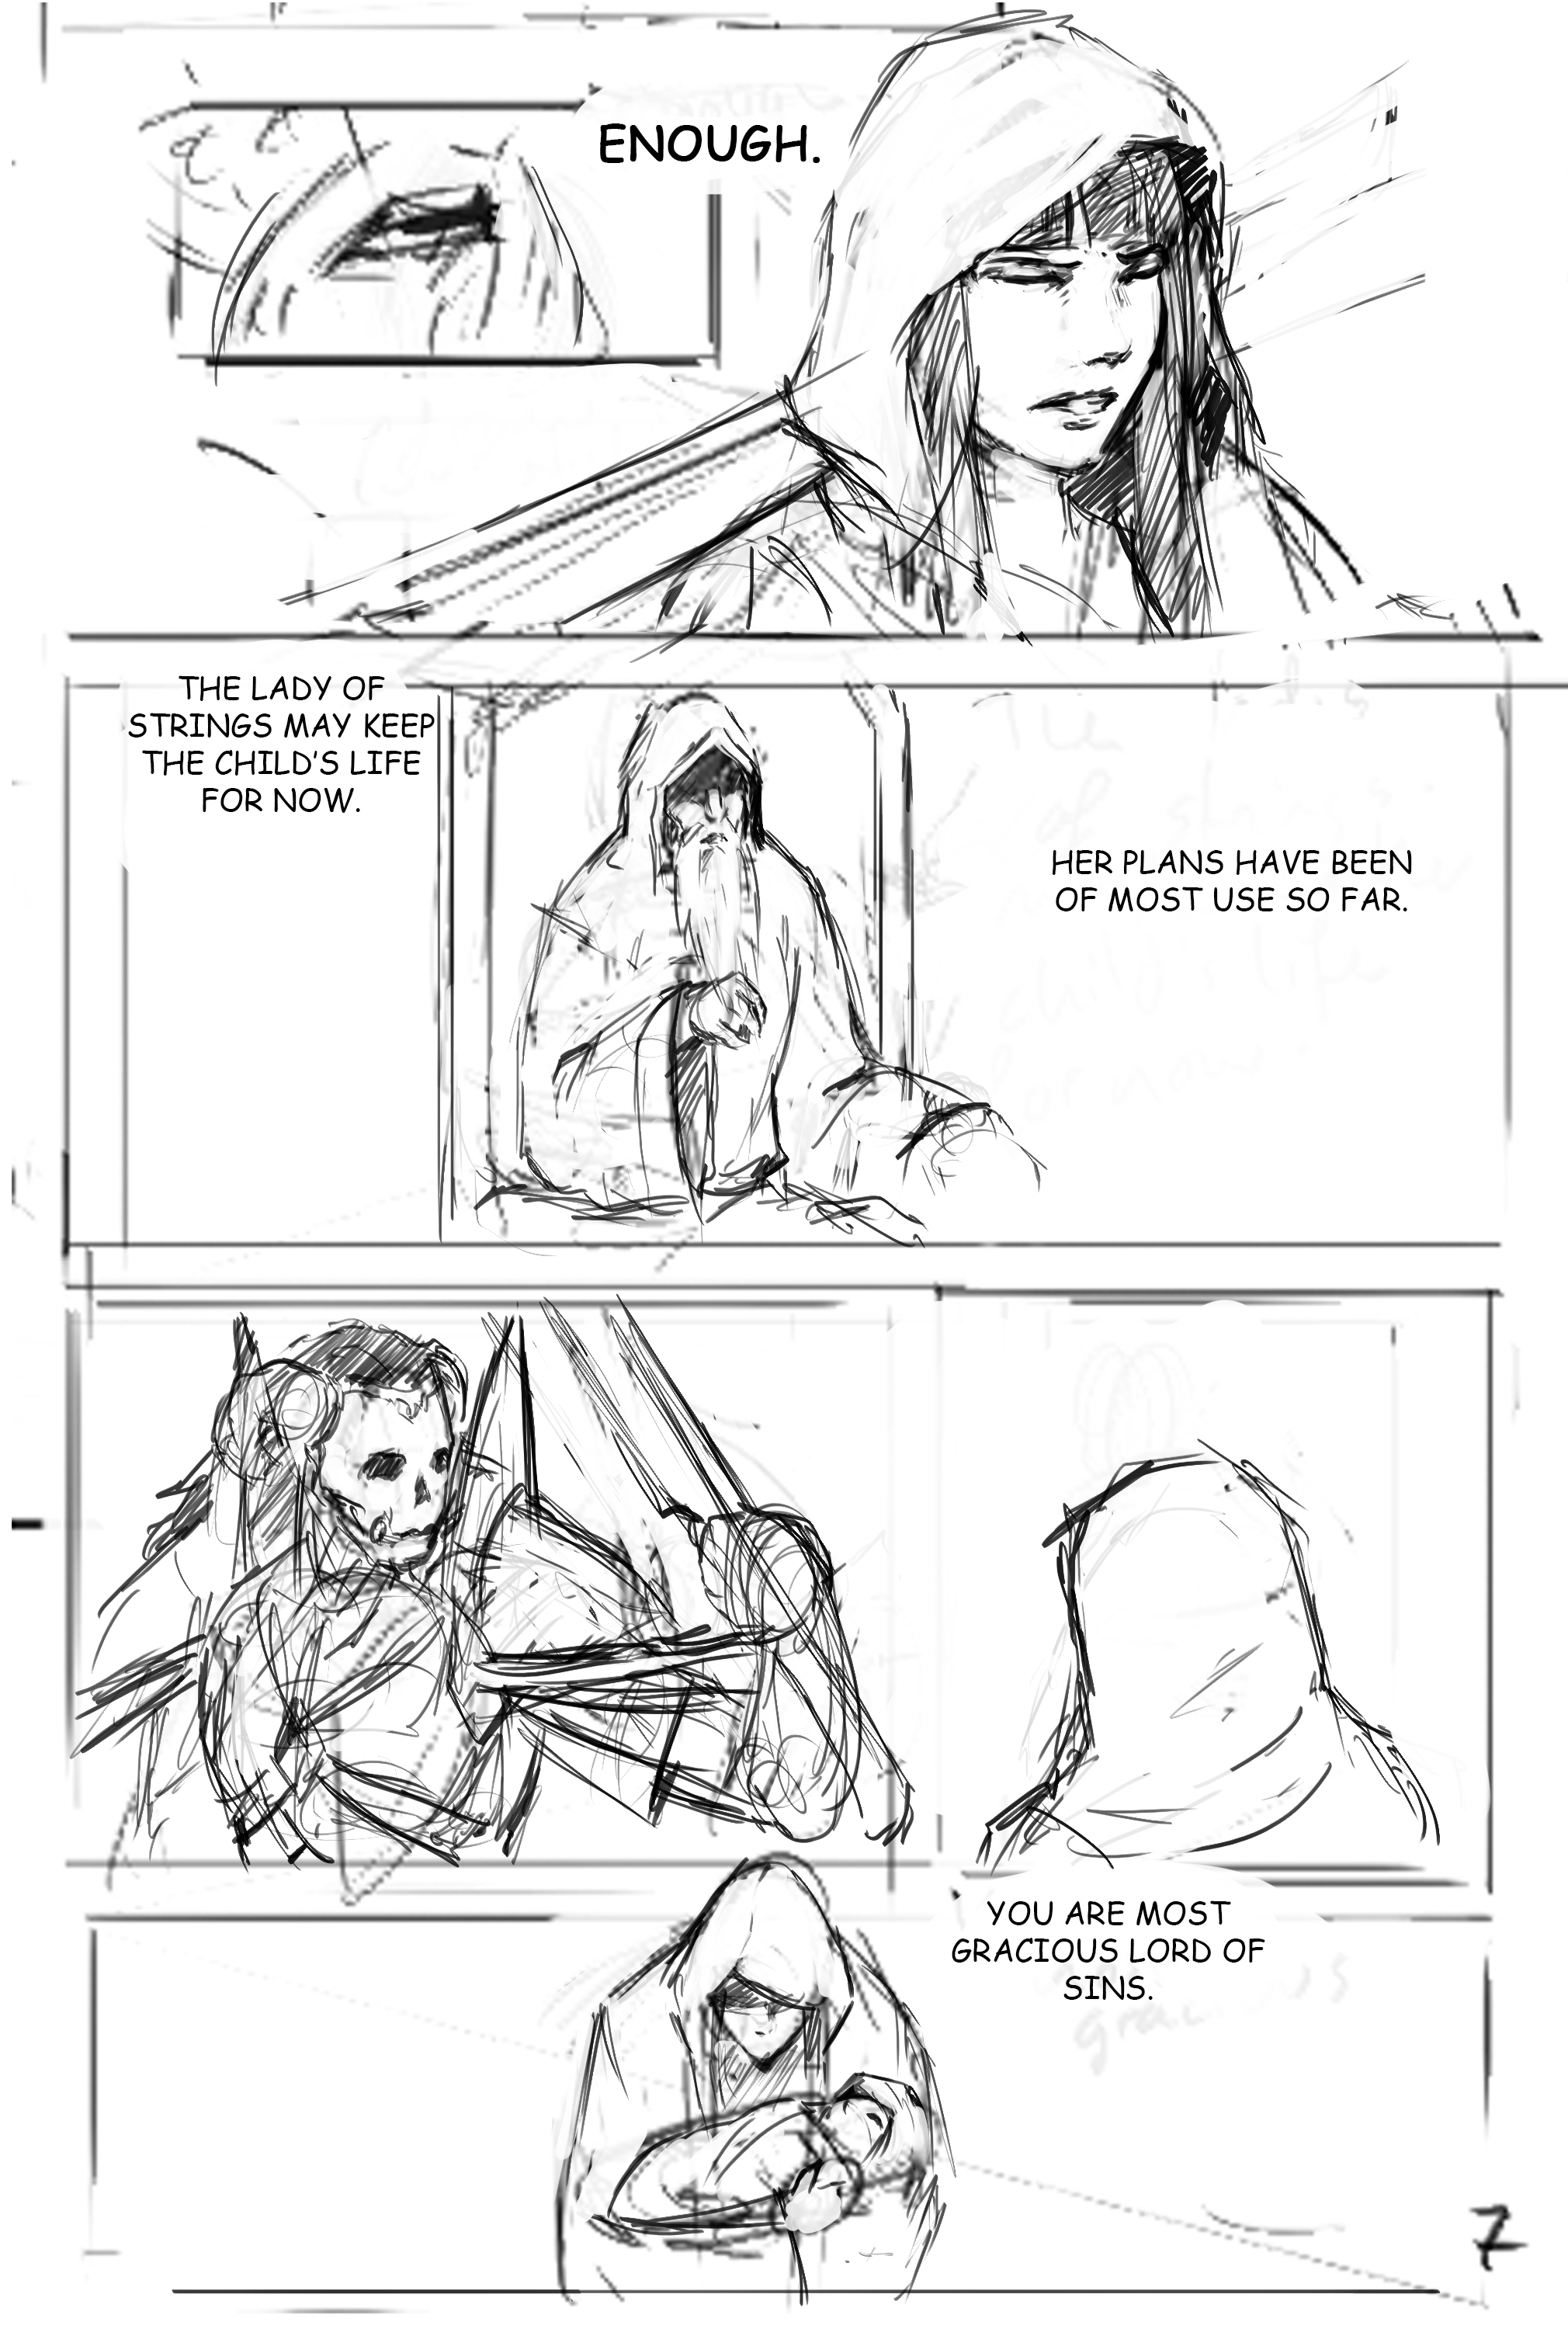 ENOUGH.
THE LADY OF
STRINGS MAY KEEP
THE CHILD'S LIFE
FOR NOW.
HER PLANS HAVE BEEN
OF MOST USE SO FAR.
YOU ARE MOST
GRACIOUS LORD OF
SINS.
7